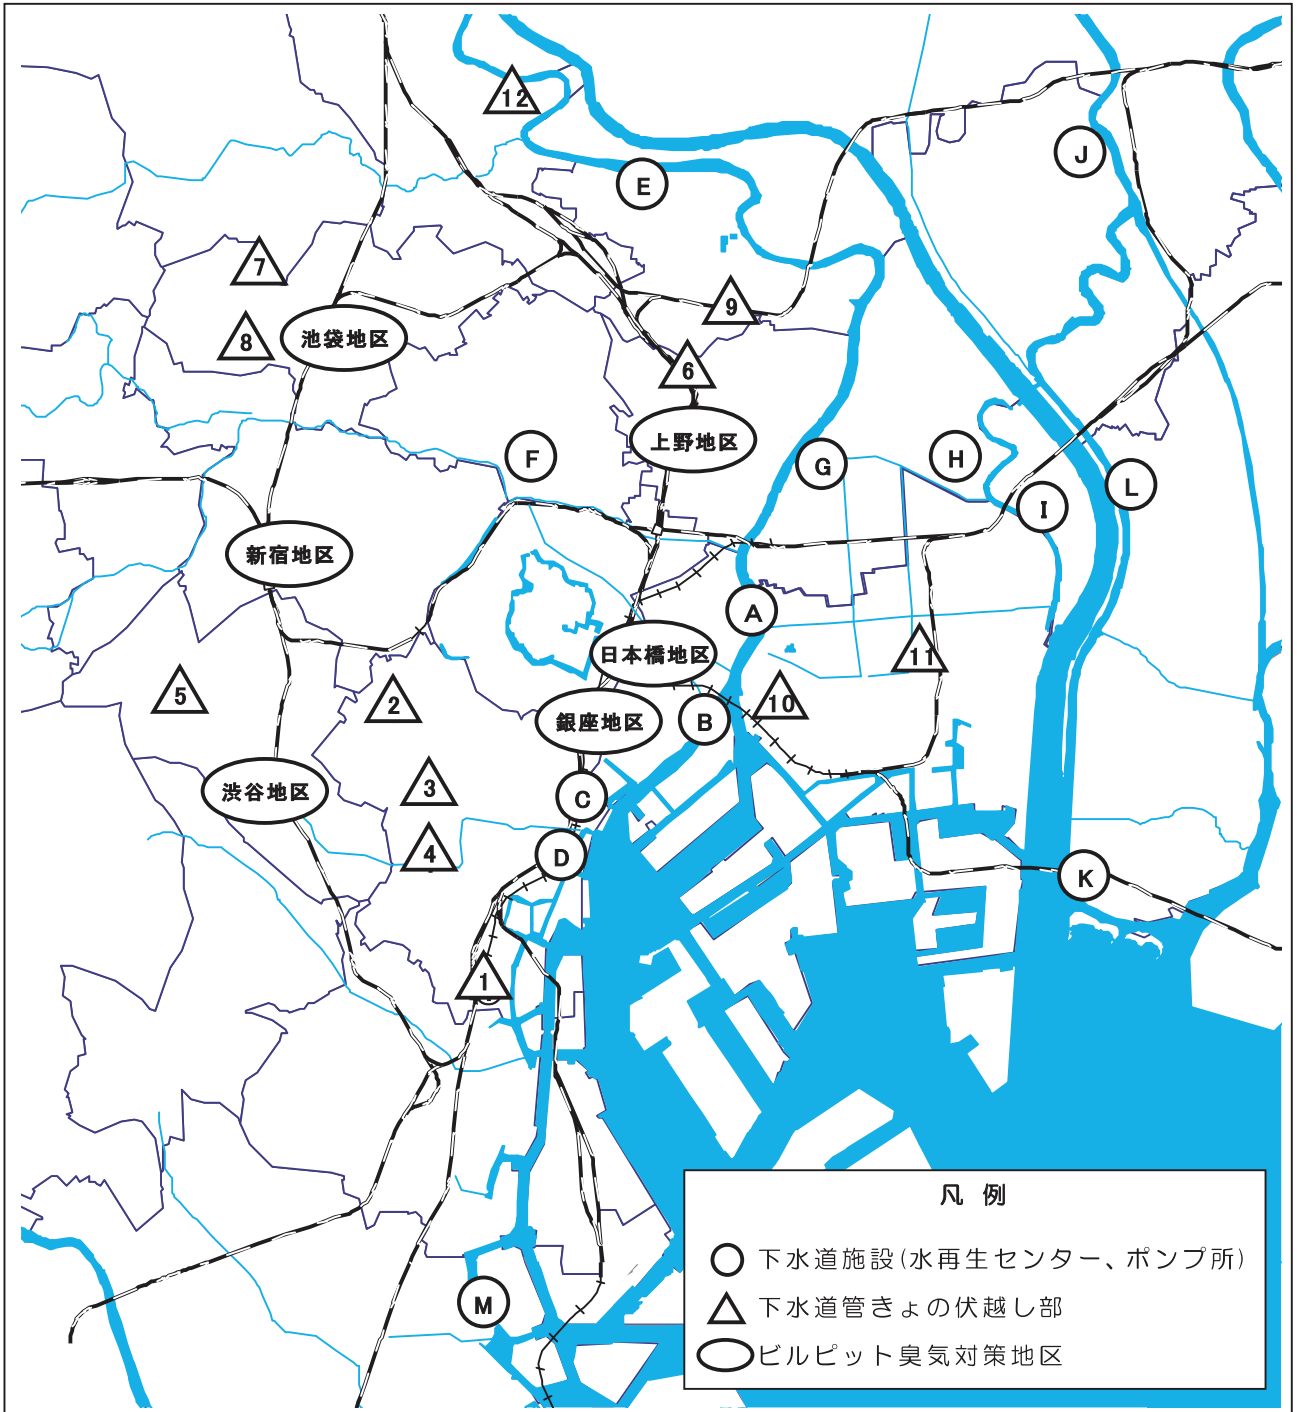 12
J
E
7
9
8
池袋地区
6
上野地区
F
G
H
L
I
新宿地区
A
日本橋地区
11
5
2
10
銀座地区
B
3
渋谷地区
C
4
D
K
1
M
凡 例
下水道施設(水再生センター、ポンプ所)
下水道管きょの伏越し部
ビルピット臭気対策地区